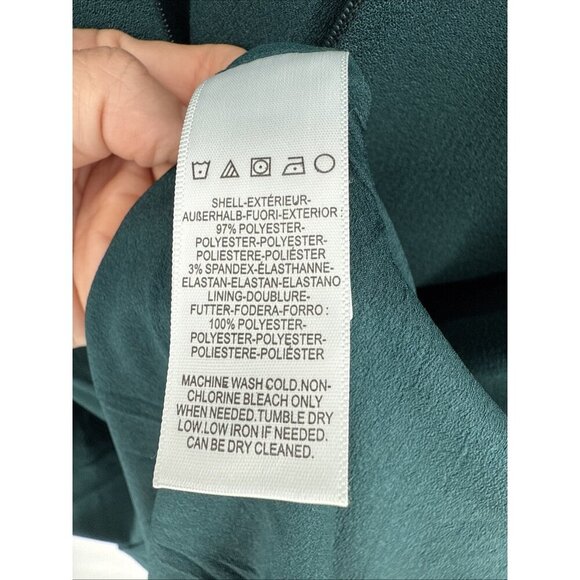 SHELL-EXTÉRIEUR-
AUßERHALB-FUORI-EXTERIOR :
97% POLYESTER-
POLYESTER-POLYESTER-
POLIESTERE-POLIÉSTER
3% SPANDEX-ÉLASTHANNE-
ELASTAN-ELASTAN-ELASTANO
LINING-DOUBLURE-
FUTTER-FODERA-FORRO :
100% POLYESTER-
POLYESTER-POLYESTER-
POLIESTERE-POLIÉSTER
MACHINE WASH COLD.NON-
CHLORINE BLEACH ONLY
WHEN NEEDED.TUMBLE DRY
LOW.LOW IRON IF NEEDED.
CAN BE DRY CLEANED.